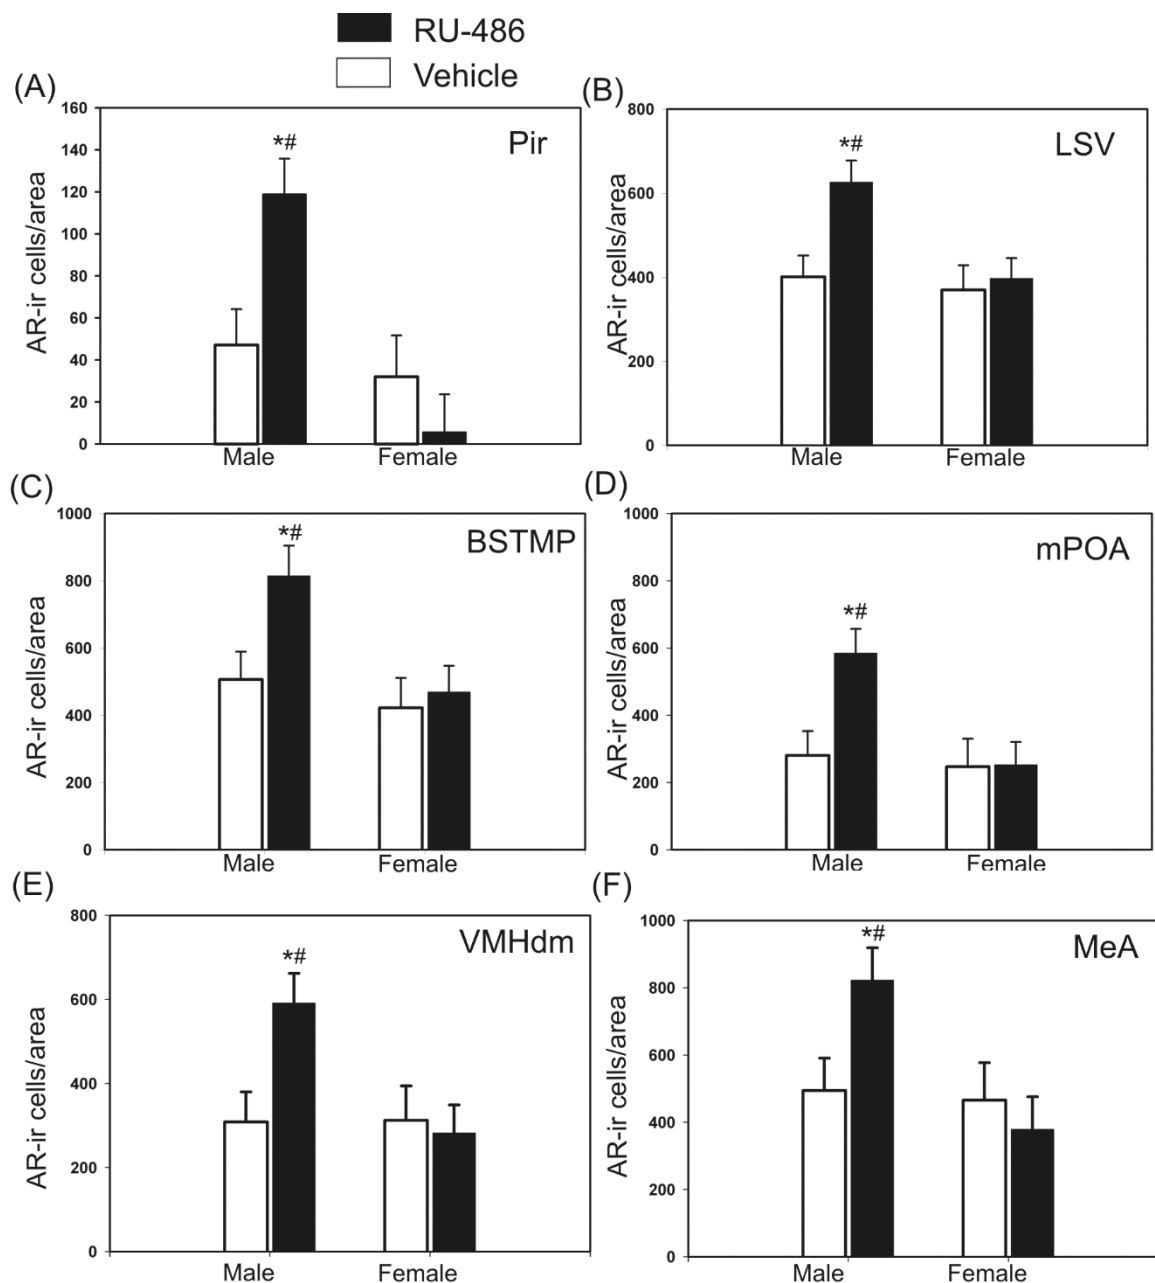 RU-486
Vehicle
(A)
Pir
AR-ir cells/area
160
140
120
100
80
60
40
20
0
*#
Male
Female
(B)
LSV
AR-ir cells/area
800
600
400
200
0
*#
Male
Female
(C)
BSTMP
AR-ir cells/area
1000
800
600
400
200
0
*#
Male
Female
(D)
mPOA
AR-ir cells/area
1000
800
600
400
200
0
*#
Male
Female
(E)
VMHdm
AR-ir cells/area
800
600
400
200
0
*#
Male
Female
(F)
MeA
AR-ir cells/area
1000
800
600
400
200
0
*#
Male
Female